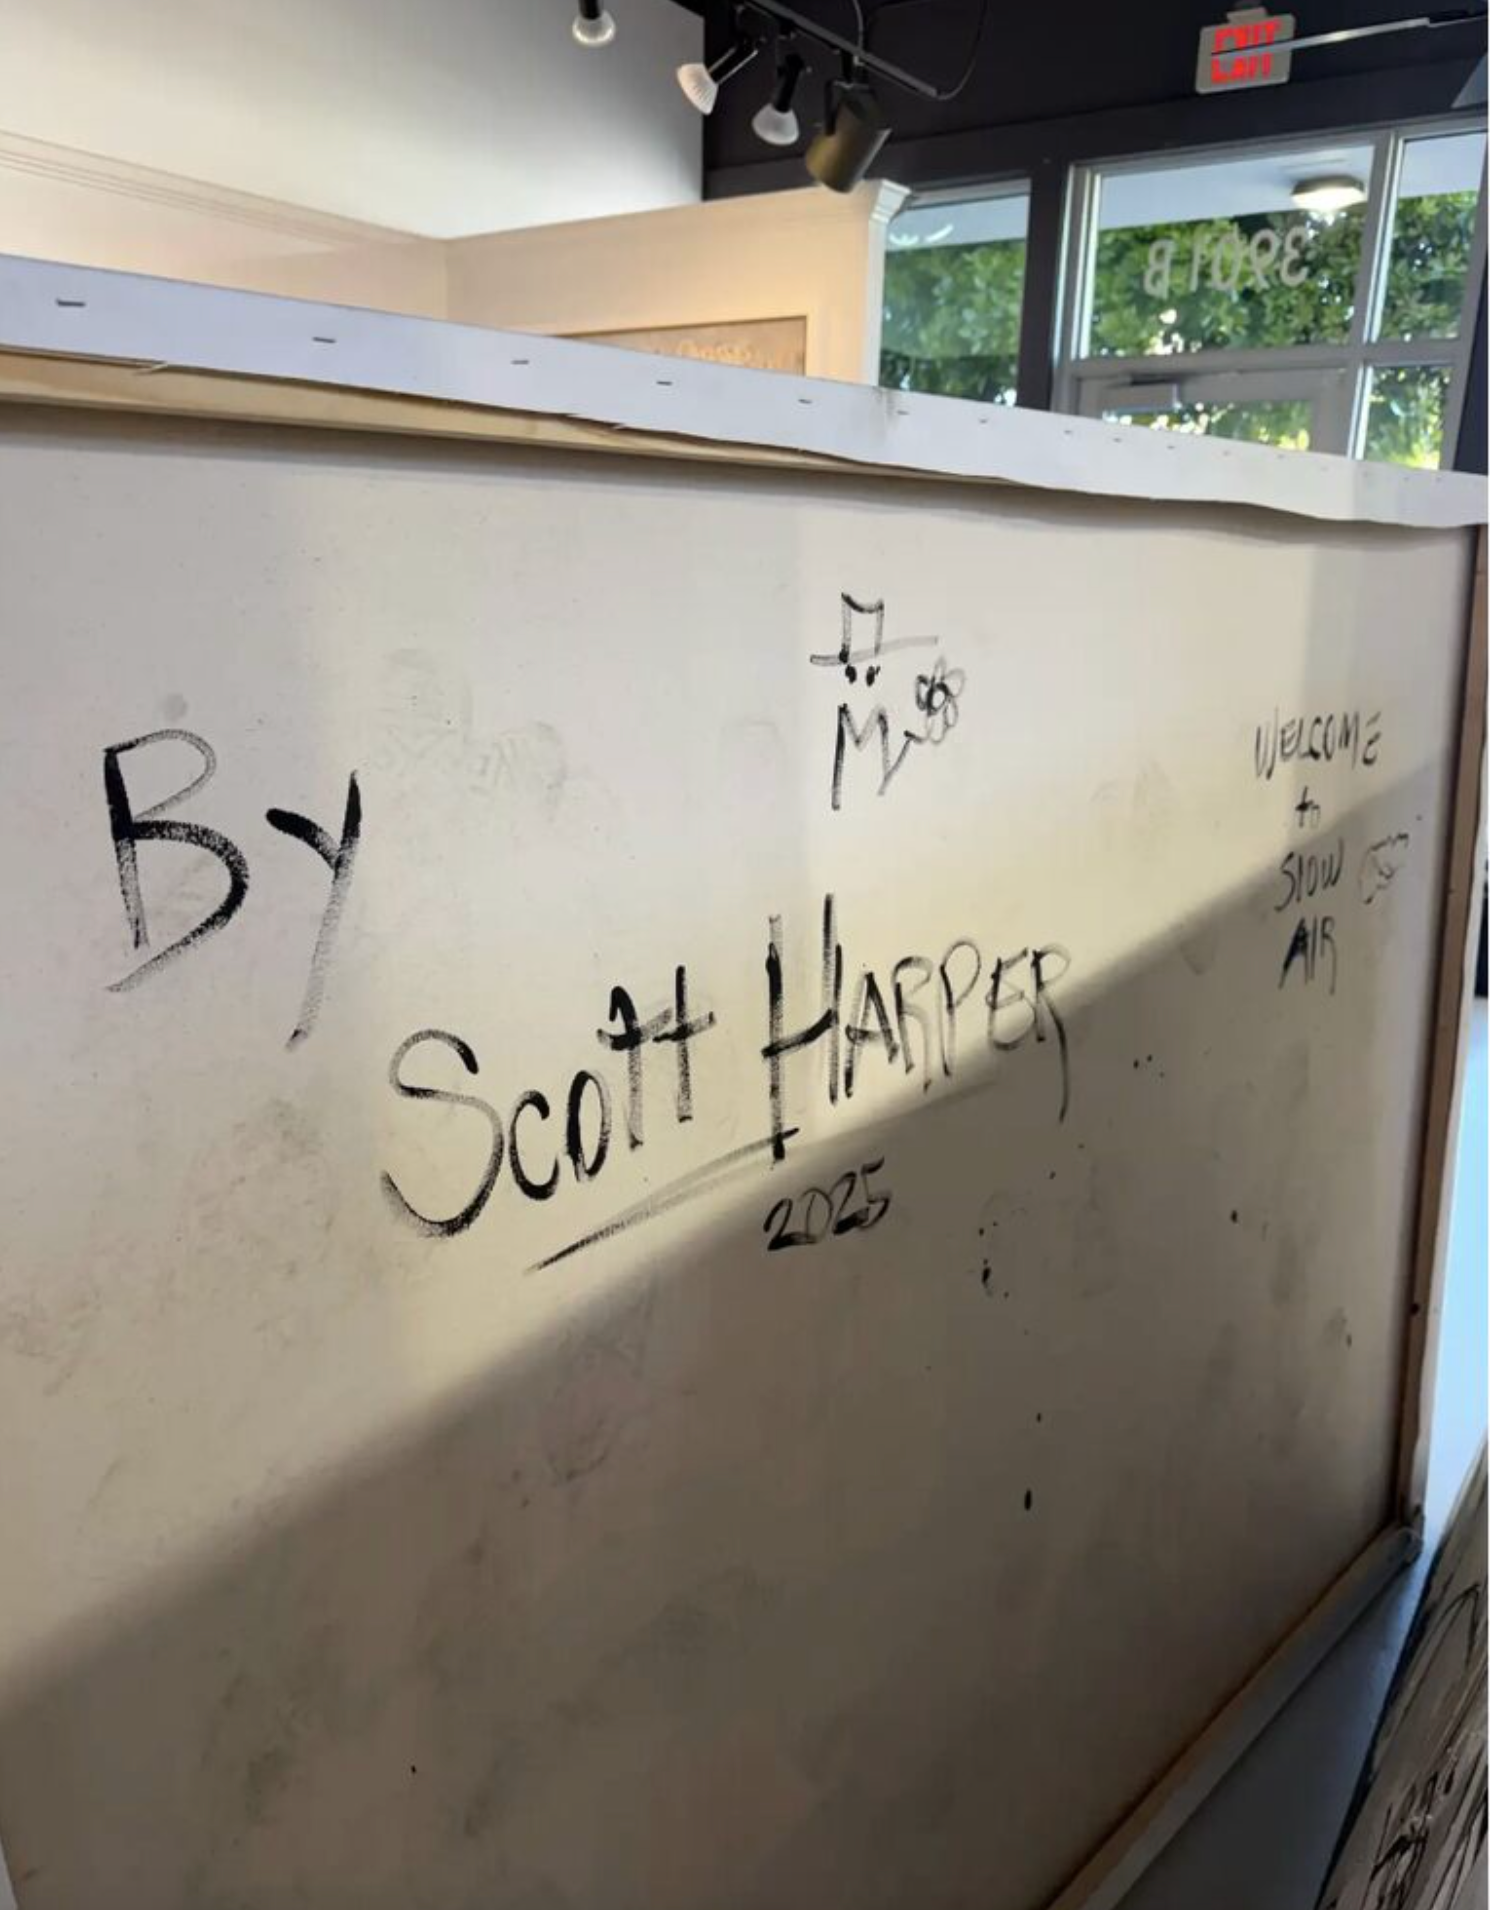 EXIT
3901 B
By
WELCOME
to
SLOW
AIR
SCOTT HARPER
2025